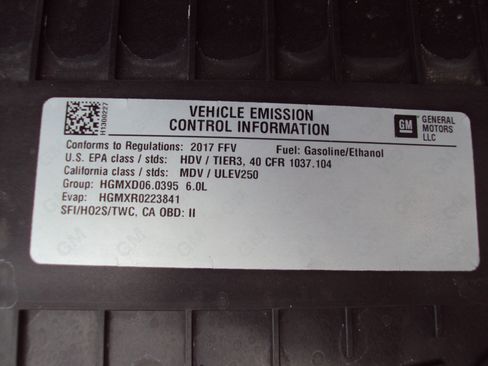 H1300227
VEHICLE EMISSION
CONTROL INFORMATION
GM
GENERAL
MOTORS
LLC
Conforms to Regulations: 2017 FFV Fuel: Gasoline/Ethanol
U.S. EPA class / stds: HDV / TIER3, 40 CFR 1037.104
California class / stds: MDV / ULEV250
Group: HGMXD06.0395 6.0L
Evap: HGMXR0223841
SFI/HO2S/TWC, CA OBD: II